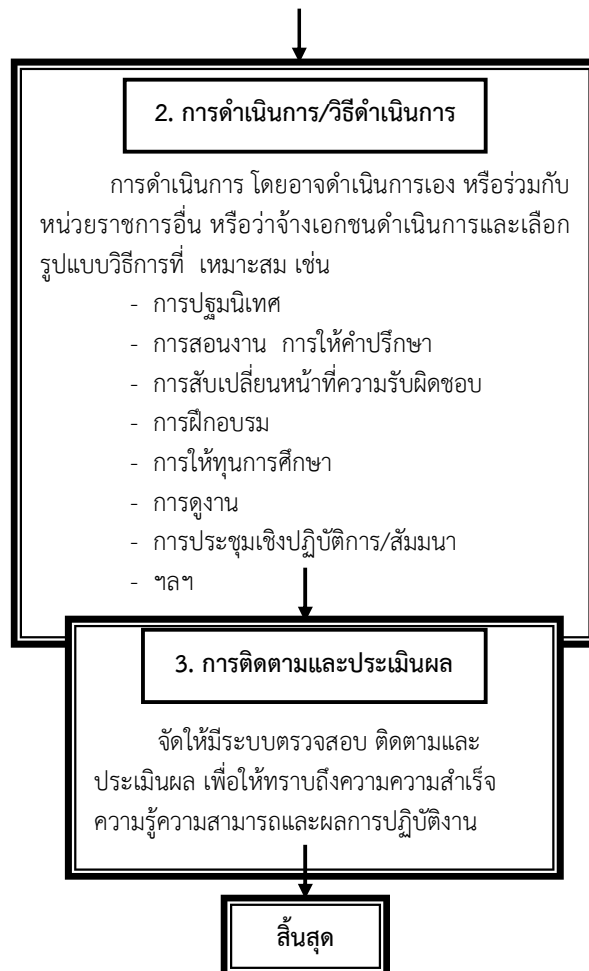 2. การดำเนินการ/วิธีดำเนินการ
การดำเนินการ โดยอาจดำเนินการเอง หรือร่วมกับ
หน่วยราชการอื่น หรือว่าจ้างเอกชนดำเนินการและเลือก
รูปแบบวิธีการที่ เหมาะสม เช่น
- การปฐมนิเทศ
- การสอนงาน การให้คำปรึกษา
- การสับเปลี่ยนหน้าที่ความรับผิดชอบ
- การฝึกอบรม
- การให้ทุนการศึกษา
- การดูงาน
- การประชุมเชิงปฏิบัติการ/สัมมนา
- ฯลฯ
3. การติดตามและประเมินผล
จัดให้มีระบบตรวจสอบ ติดตามและ
ประเมินผล เพื่อให้ทราบถึงความความสำเร็จ
ความรู้ความสามารถและผลการปฏิบัติงาน
สิ้นสุด